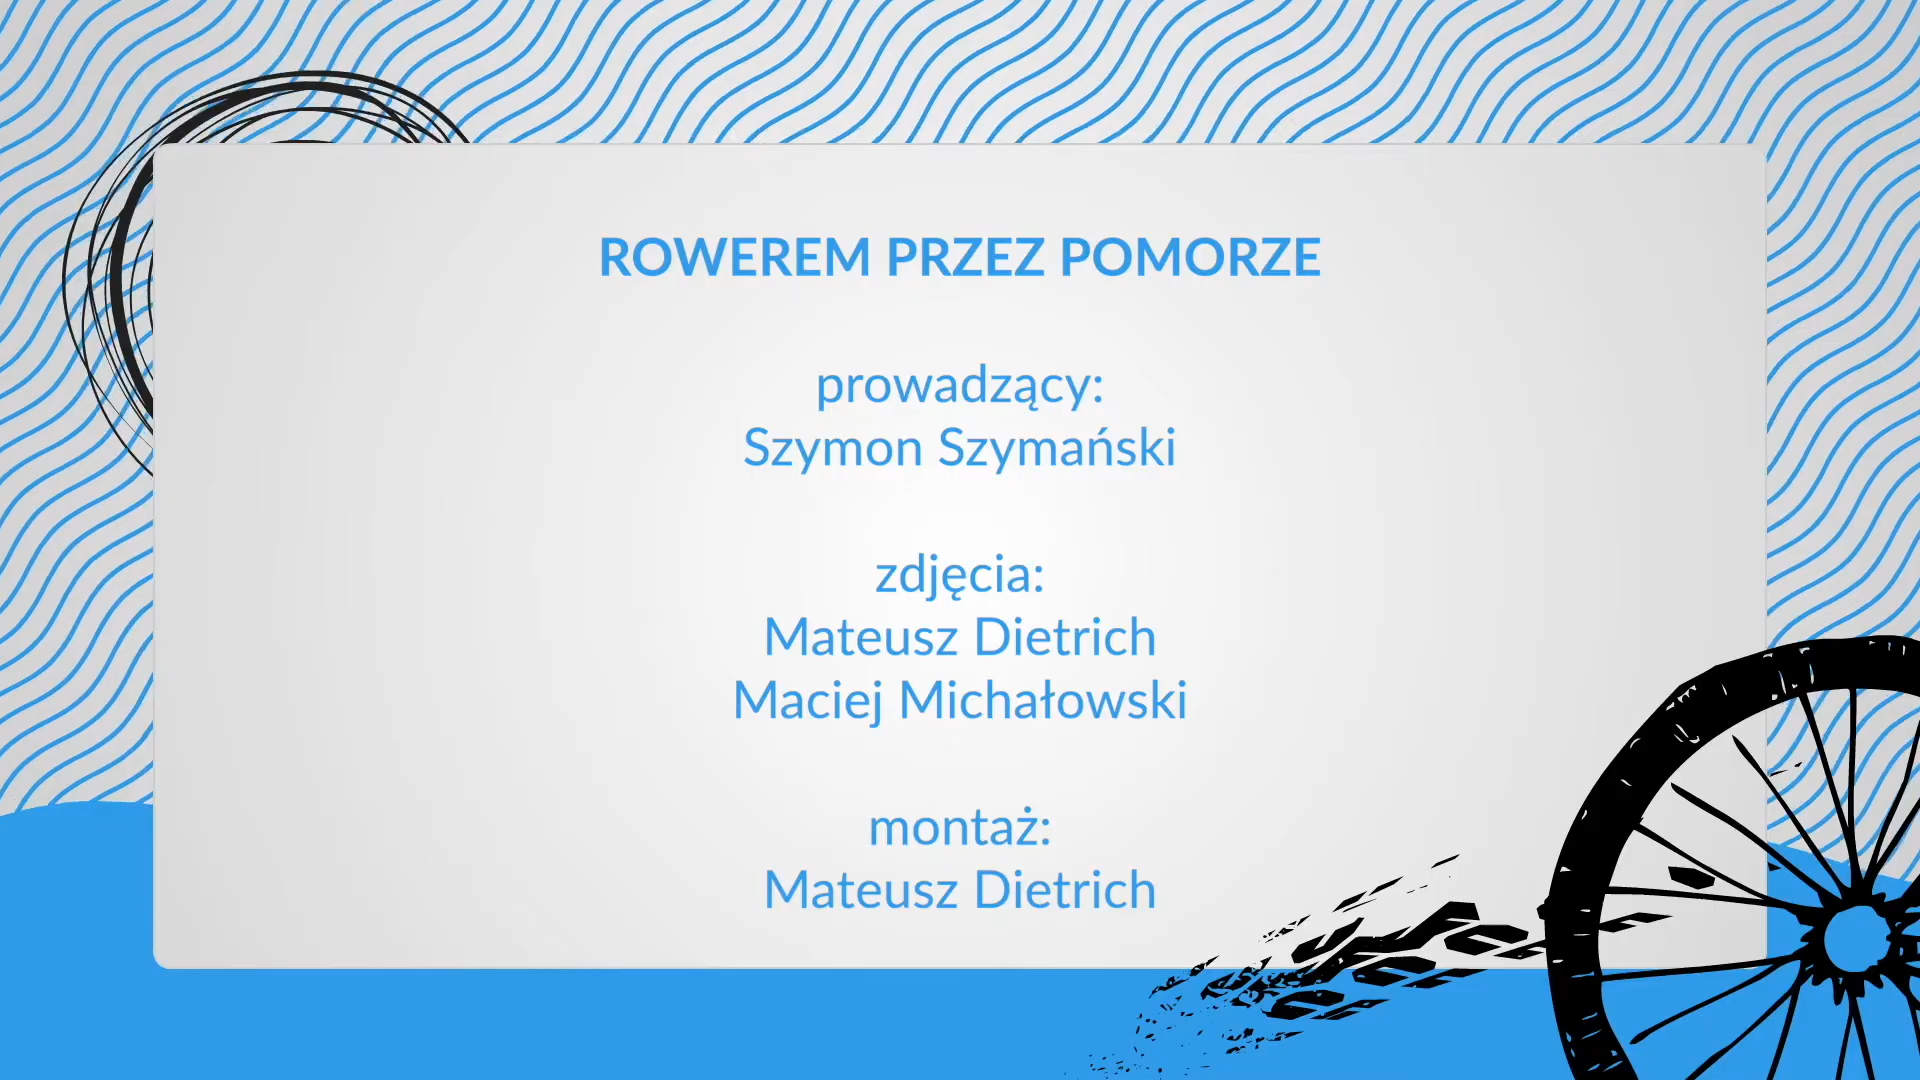 ROWEREM PRZEZ POMORZE
prowadzący:
Szymon Szymański
zdjęcia:
Mateusz Dietrich
Maciej Michałowski
montaż:
Mateusz Dietrich